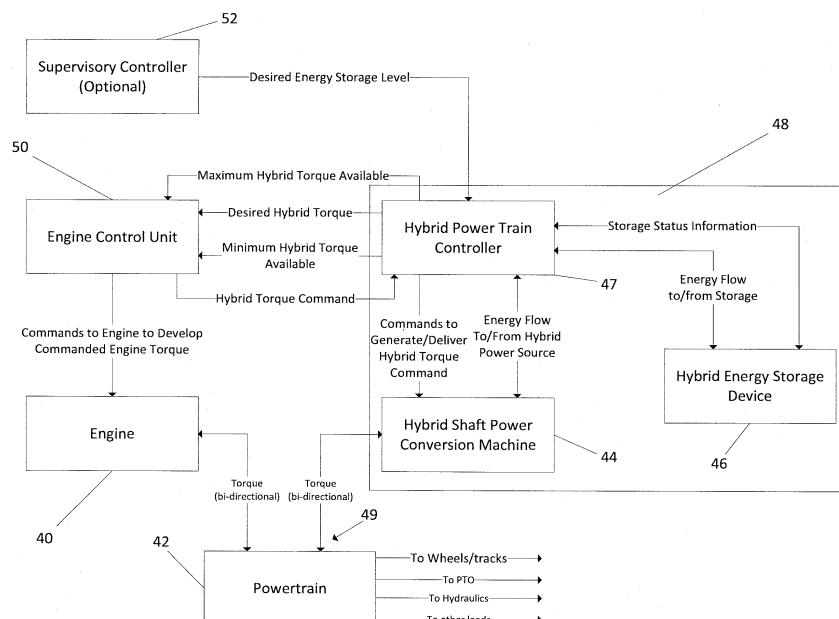 52
Supervisory Controller
(Optional)
Desired Energy Storage Level
48
50
Maximum Hybrid Torque Available
Engine Control Unit
Desired Hybrid Torque
Minimum Hybrid Torque
Available
Hybrid Torque Command
Hybrid Power Train
Controller
47
Storage Status Information
Energy Flow
to/from Storage
Commands to Engine to Develop
Commanded Engine Torque
Commands to
Generate/Deliver
Hybrid Torque
Command
Energy Flow
To/From Hybrid
Power Source
Hybrid Energy Storage
Device
46
Engine
40
Hybrid Shaft Power
Conversion Machine
44
Torque
(bi-directional)
Torque
(bi-directional)
49
42
Powertrain
To Wheels/tracks
To PTO
To Hydraulics
To other loads